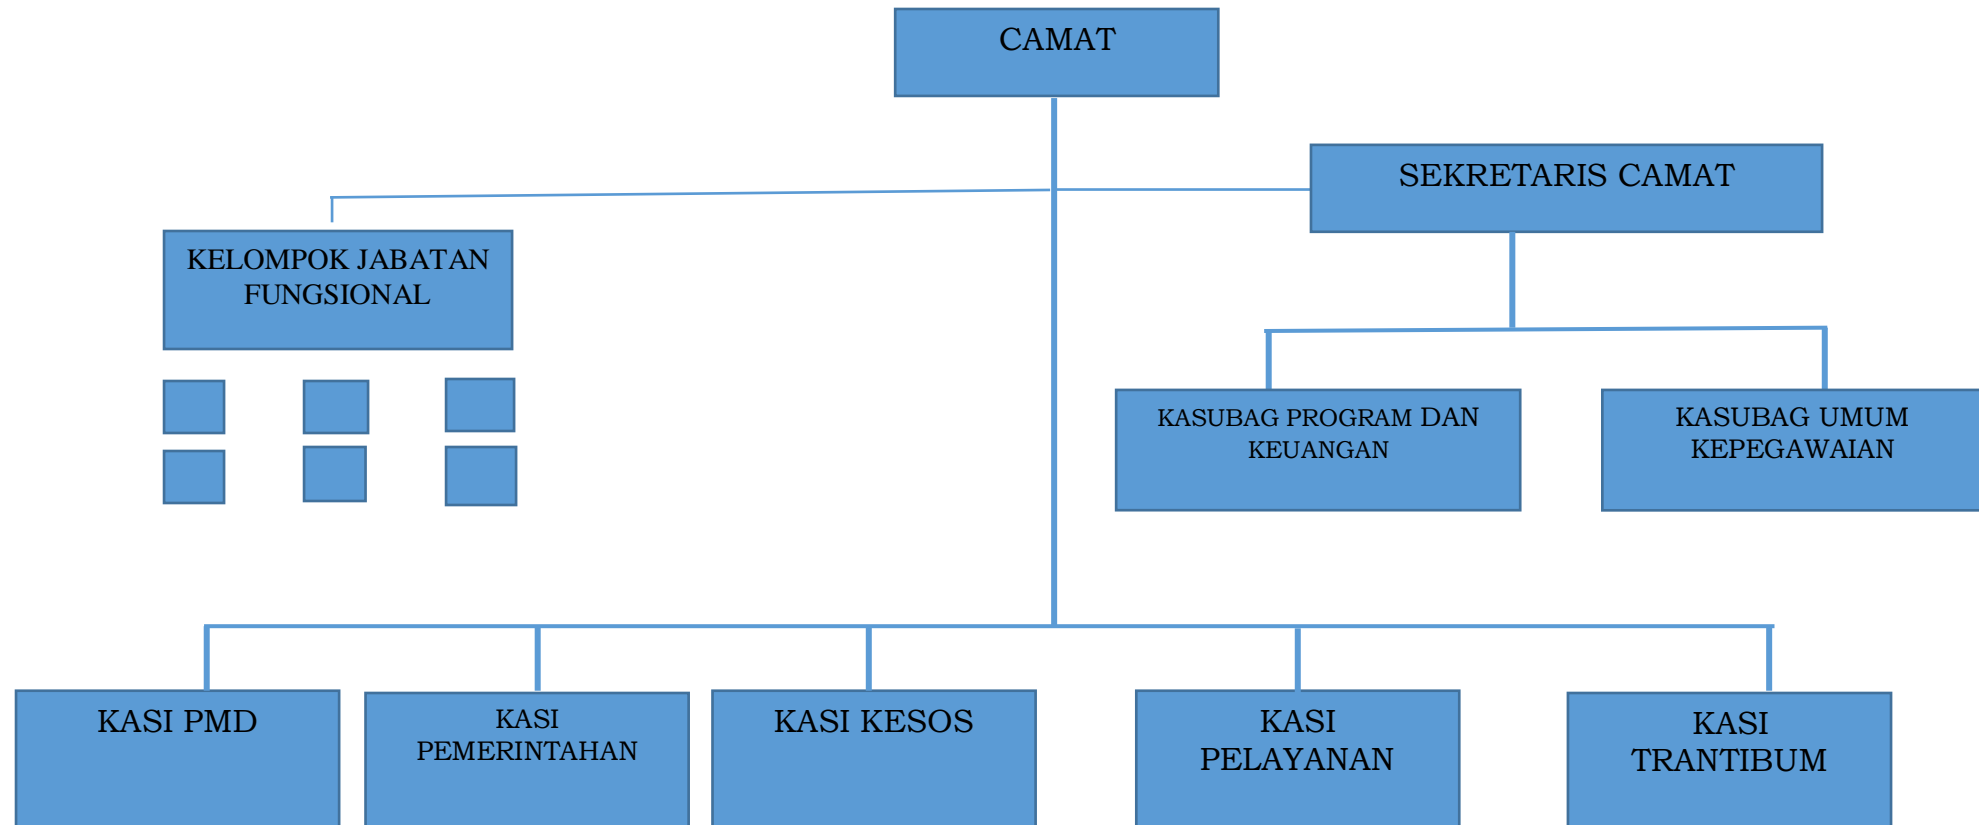 CAMAT
SEKRETARIS CAMAT
KELOMPOK JABATAN
FUNGSIONAL
KASUBAG PROGRAM DAN
KEUANGAN
KASUBAG UMUM
KEPEGAWAIAN
KASI PMD
KASI
PEMERINTAHAN
KASI KESOS
KASI
PELAYANAN
KASI
TRANTIBUM